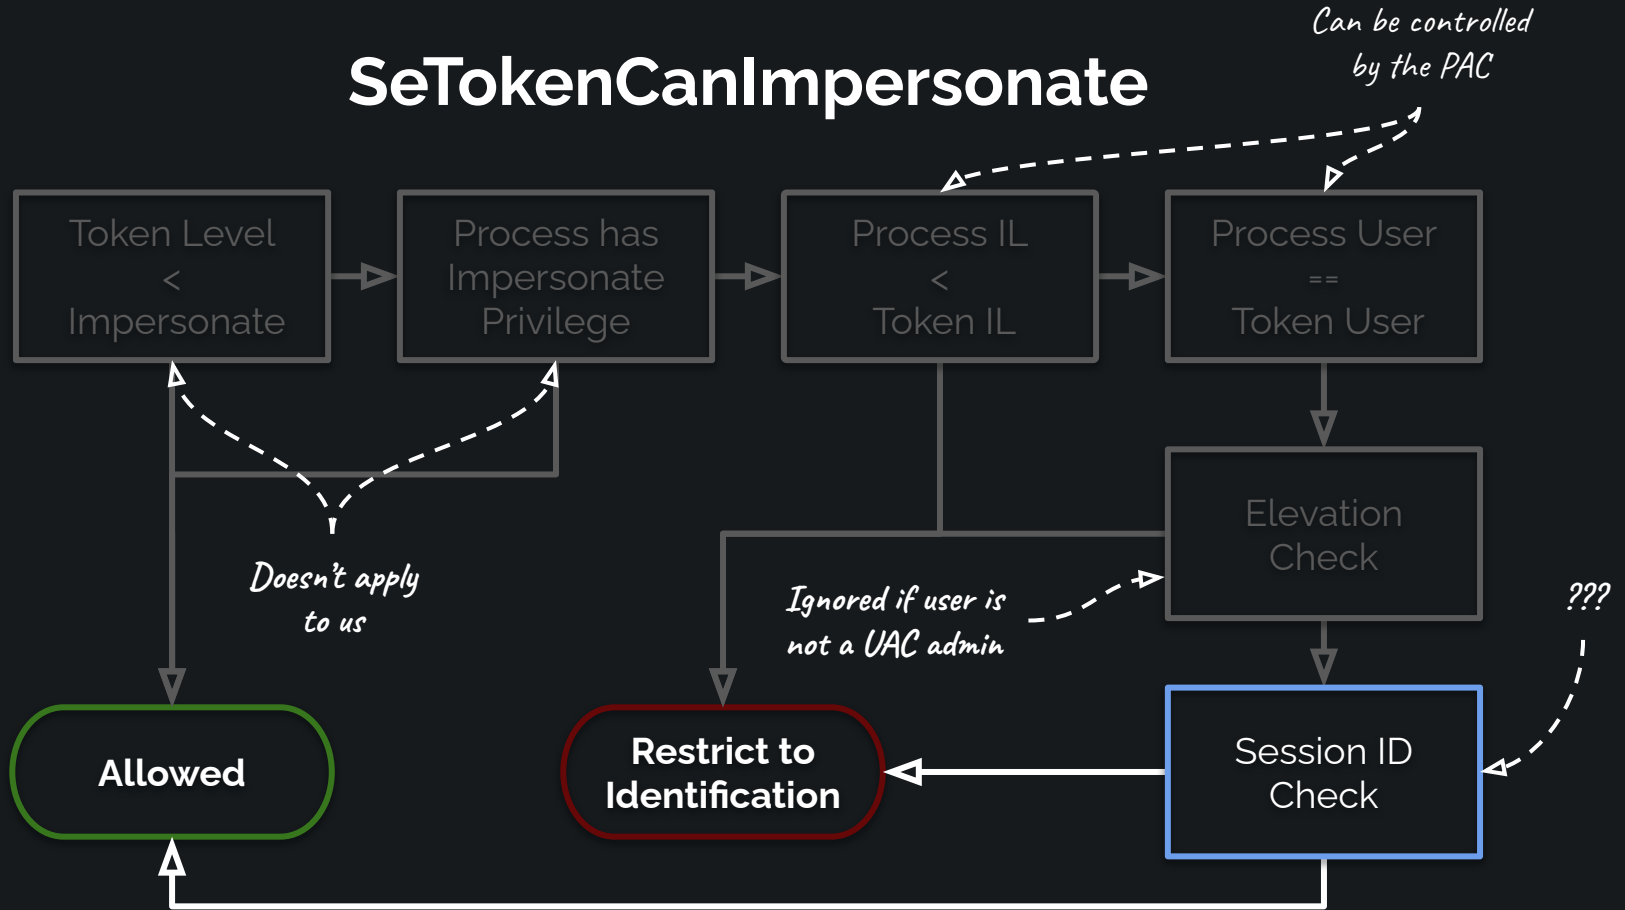 Can be controlled
by the PAC
SeTokenCanImpersonate
Token Level
<
Impersonate
Process has
Impersonate
Privilege
Process IL
<
Token IL
Process User
==
Token User
Elevation
Check
Doesn't apply
to us
Ignored if user is
not a UAC admin
???
Allowed
Restrict to
Identification
Session ID
Check